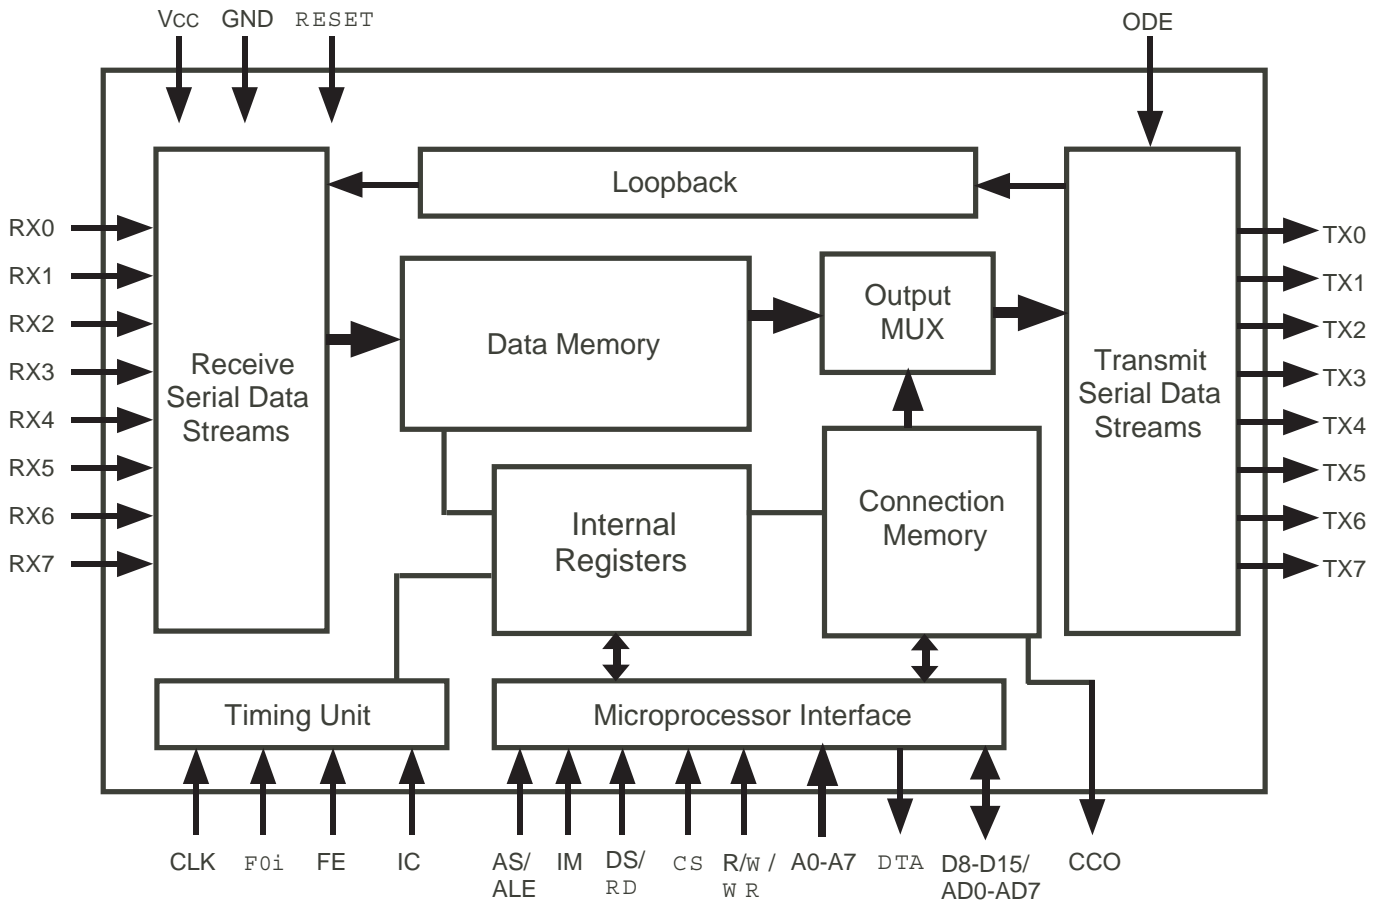 VCC GND RESET ODE
Loopback
RX0
RX1
RX2
RX3
RX4
RX5
RX6
RX7
Receive
Serial Data
Streams
Data Memory
Output
MUX
Transmit
Serial Data
Streams
TX0
TX1
TX2
TX3
TX4
TX5
TX6
TX7
Internal
Registers
Connection
Memory
Timing Unit
Microprocessor Interface
CLK
F0i
FE
IC
AS/
ALE
IM
DS/
RD
CS
R/W /
W R
A0-A7
DTA
D8-D15/
AD0-AD7
CCO